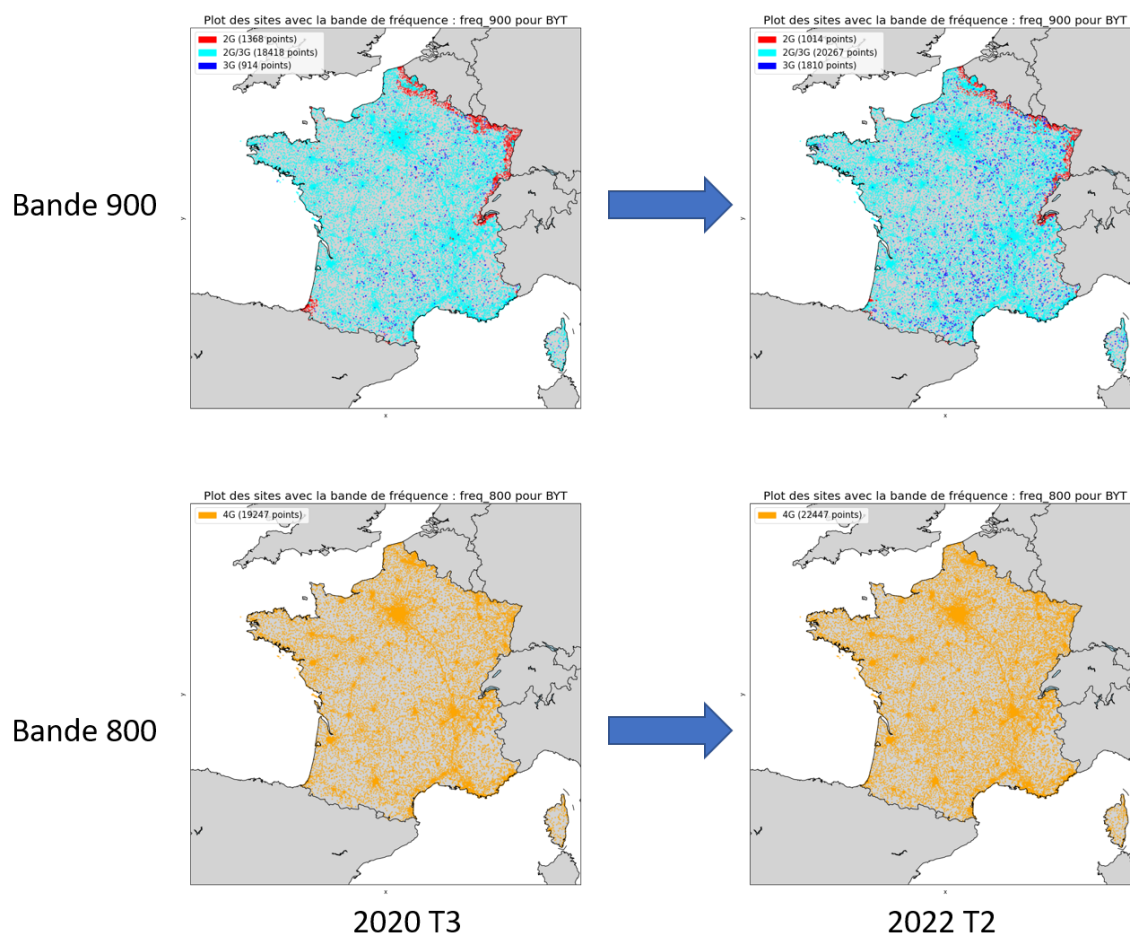 Plot des sites avec la bande de fréquence : freq_900 pour BYT
2G (1368 points)
2G/3G (18418 points)
3G (914 points)
y
x
Plot des sites avec la bande de fréquence : freq_900 pour BYT
2G (1014 points)
2G/3G (20267 points)
3G (1810 points)
y
x
Bande 900
Plot des sites avec la bande de fréquence : freq_800 pour BYT
4G (19247 points)
y
x
Plot des sites avec la bande de fréquence : freq_800 pour BYT
4G (22447 points)
y
x
Bande 800
2020 T3
2022 T2